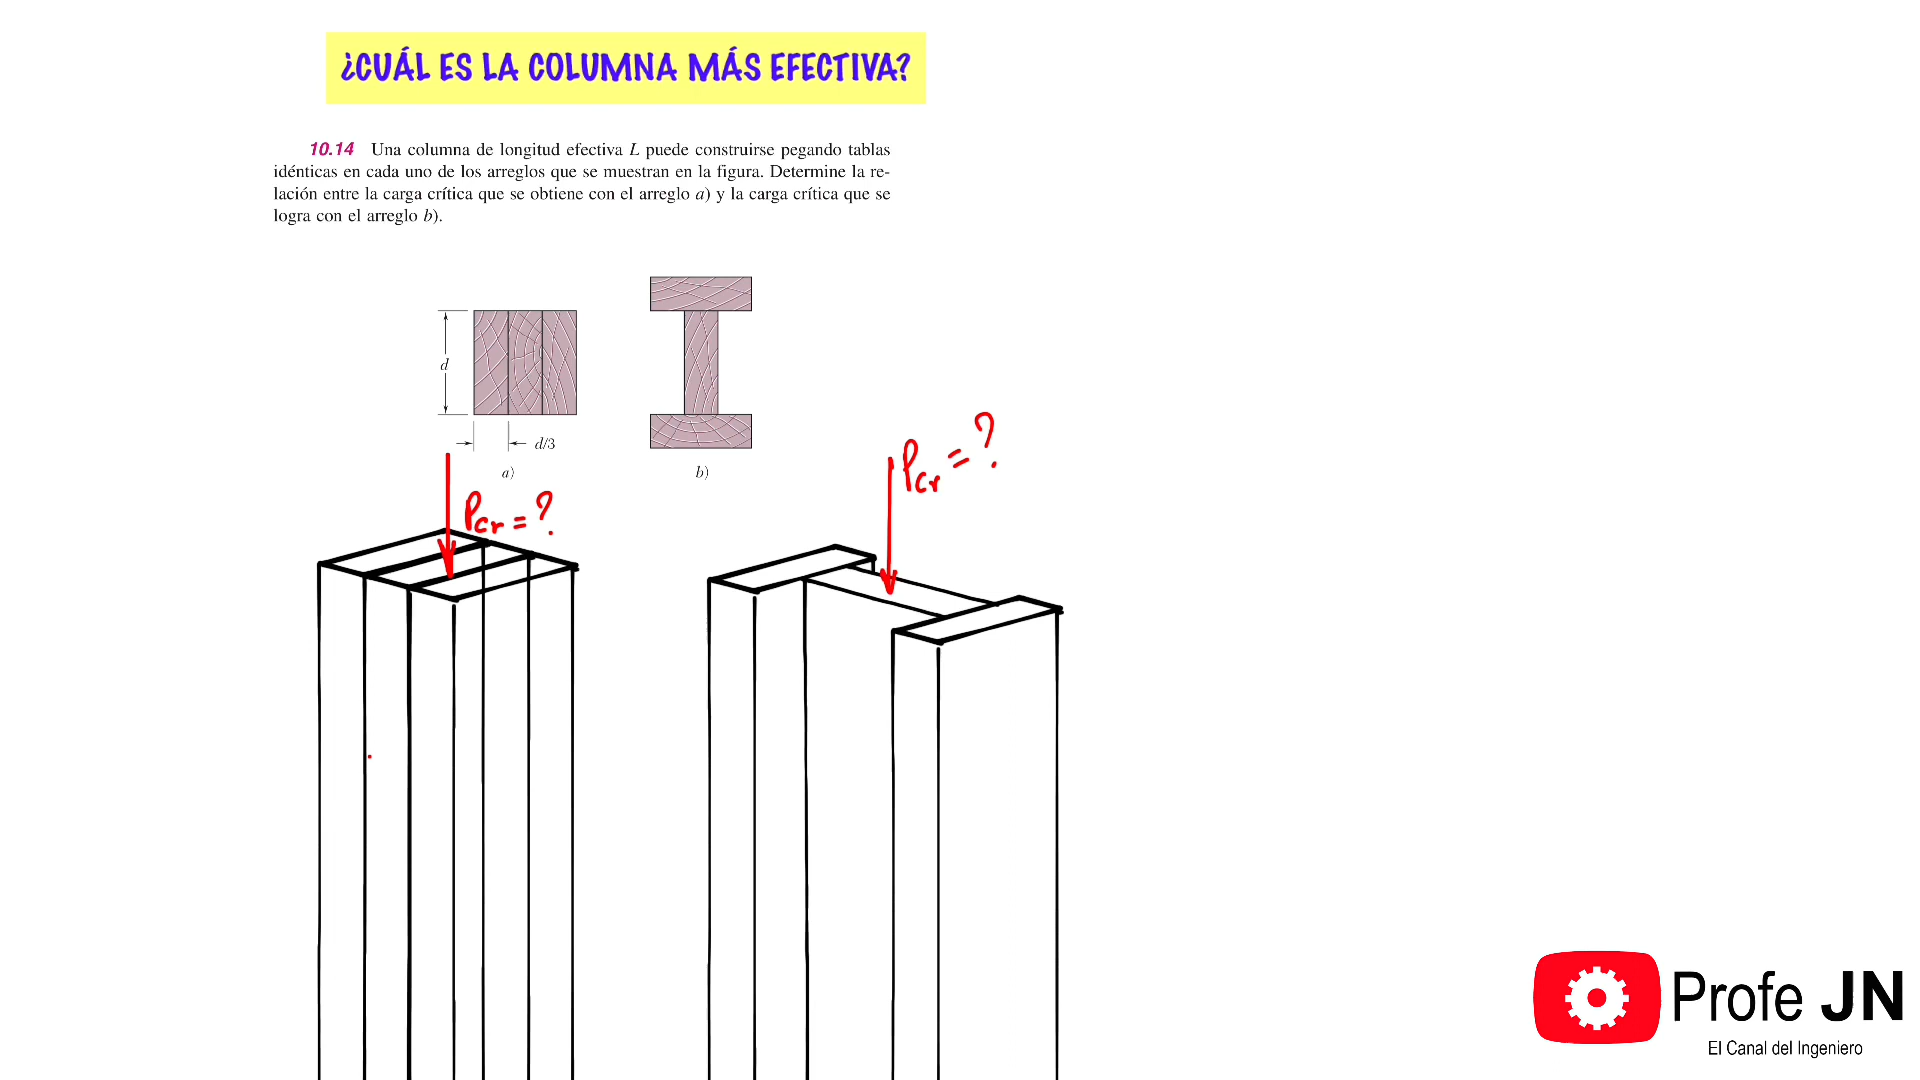 ¿CUÁL ES LA COLUMNA MÁS EFECTIVA?
10.14 Una columna de longitud efectiva L puede construirse pegando tablas
idénticas en cada uno de los arreglos que se muestran en la figura. Determine la re-
lación entre la carga crítica que se obtiene con el arreglo a) y la carga crítica que se
logra con el arreglo b).
d
d/3
a)
b)
Pcr = ?
Pcr = ?
Profe JN
El Canal del Ingeniero